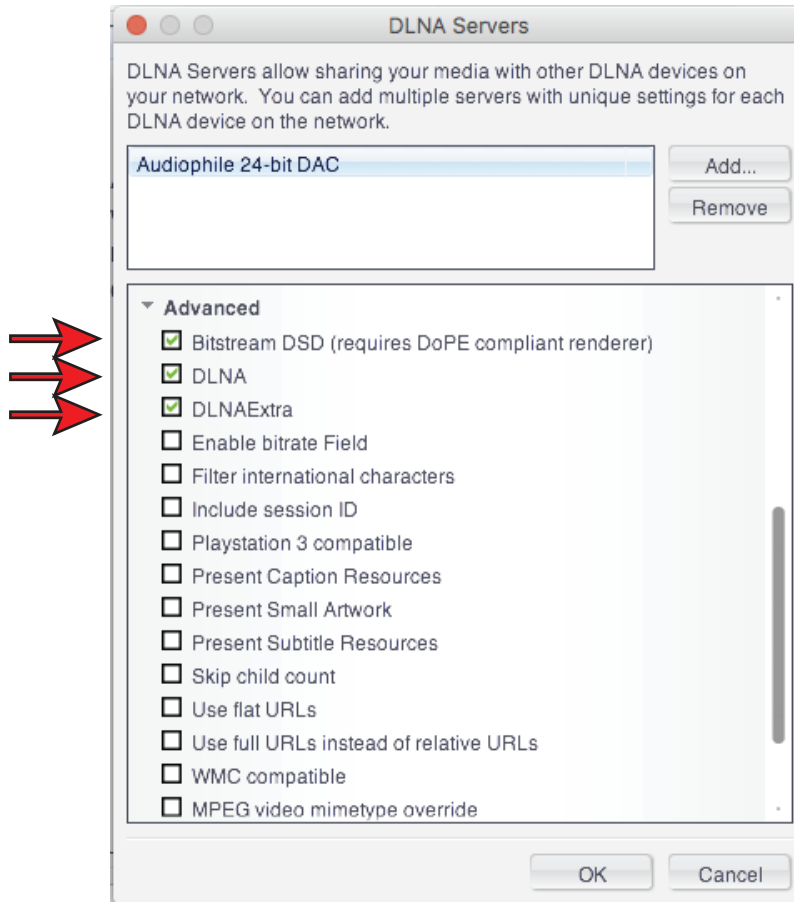 DLNA Servers
DLNA Servers allow sharing your media with other DLNA devices on
your network.  You can add multiple servers with unique settings for each
DLNA device on the network.
Audiophile 24-bit DAC
Add...
Remove
Advanced
Bitstream DSD (requires DoPE compliant renderer)
DLNA
DLNAExtra
Enable bitrate Field
Filter international characters
Include session ID
Playstation 3 compatible
Present Caption Resources
Present Small Artwork
Present Subtitle Resources
Skip child count
Use flat URLs
Use full URLs instead of relative URLs
WMC compatible
MPEG video mimetype override
OK
Cancel